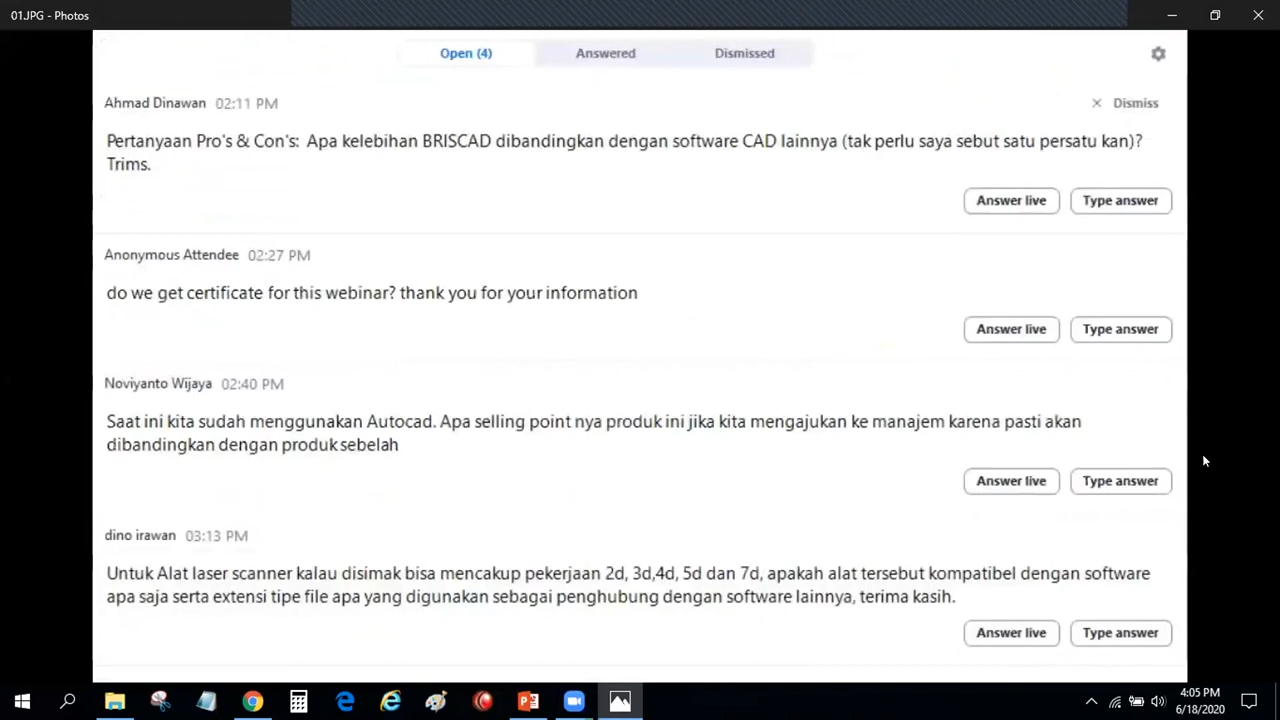 01.JPG - Photos
Open (4) Answered Dismissed
Ahmad Dinawan 02:11 PM Dismiss
Pertanyaan Pro's & Con's: Apa kelebihan BRISCAD dibandingkan dengan software CAD lainnya (tak perlu saya sebut satu persatu kan)?
Trims.
Answer live Type answer
Anonymous Attendee 02:27 PM
do we get certificate for this webinar? thank you for your information
Answer live Type answer
Noviyanto Wijaya 02:40 PM
Saat ini kita sudah menggunakan Autocad. Apa selling point nya produk ini jika kita mengajukan ke manajem karena pasti akan
dibandingkan dengan produk sebelah
Answer live Type answer
dino irawan 03:13 PM
Untuk Alat laser scanner kalau disimak bisa mencakup pekerjaan 2d, 3d,4d, 5d dan 7d, apakah alat tersebut kompatibel dengan software
apa saja serta extensi tipe file apa yang digunakan sebagai penghubung dengan software lainnya, terima kasih.
Answer live Type answer
4:05 PM
6/18/2020